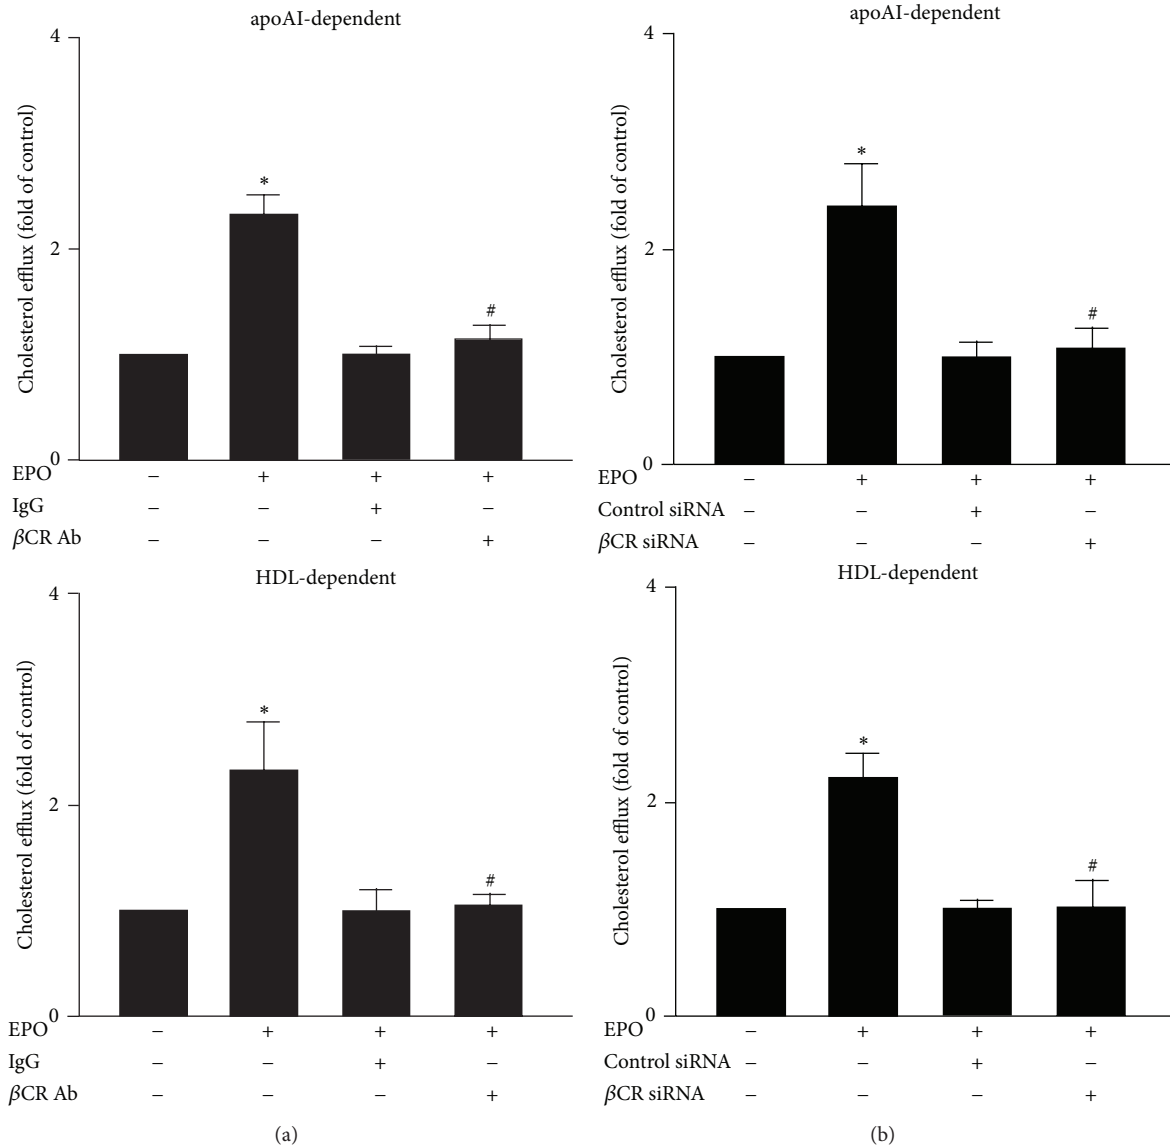 apoAI-dependent
4
2
0
Cholesterol efflux (fold of control)
*
#
EPO − + + +
IgG − − + −
βCR Ab − − − +
HDL-dependent
4
2
0
Cholesterol efflux (fold of control)
*
#
EPO − + + +
IgG − − + −
βCR Ab − − − +
(a)
apoAI-dependent
4
2
0
Cholesterol efflux (fold of control)
*
#
EPO − + + +
Control siRNA − − + −
βCR siRNA − − − +
HDL-dependent
4
2
0
Cholesterol efflux (fold of control)
*
#
EPO − + + +
Control siRNA − − + −
βCR siRNA − − − +
(b)